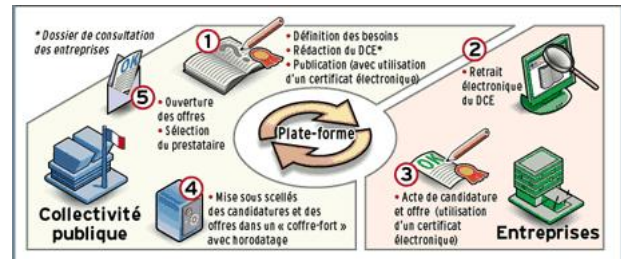 * Dossier de consultation
des entreprises
1
• Définition des besoins
• Rédaction du DCE*
• Publication (avec utilisation
d'un certificat électronique)
2
• Retrait
électronique
du DCE
OK
5
• Ouverture
des offres
• Sélection
du prestataire
Plate-forme
3
OK
• Acte de candidature
et offre (utilisation
d'un certificat
électronique)
4
• Mise sous scellés
des candidatures et des
offres dans un « coffre-fort »
avec horodatage
Collectivité
publique
Entreprises